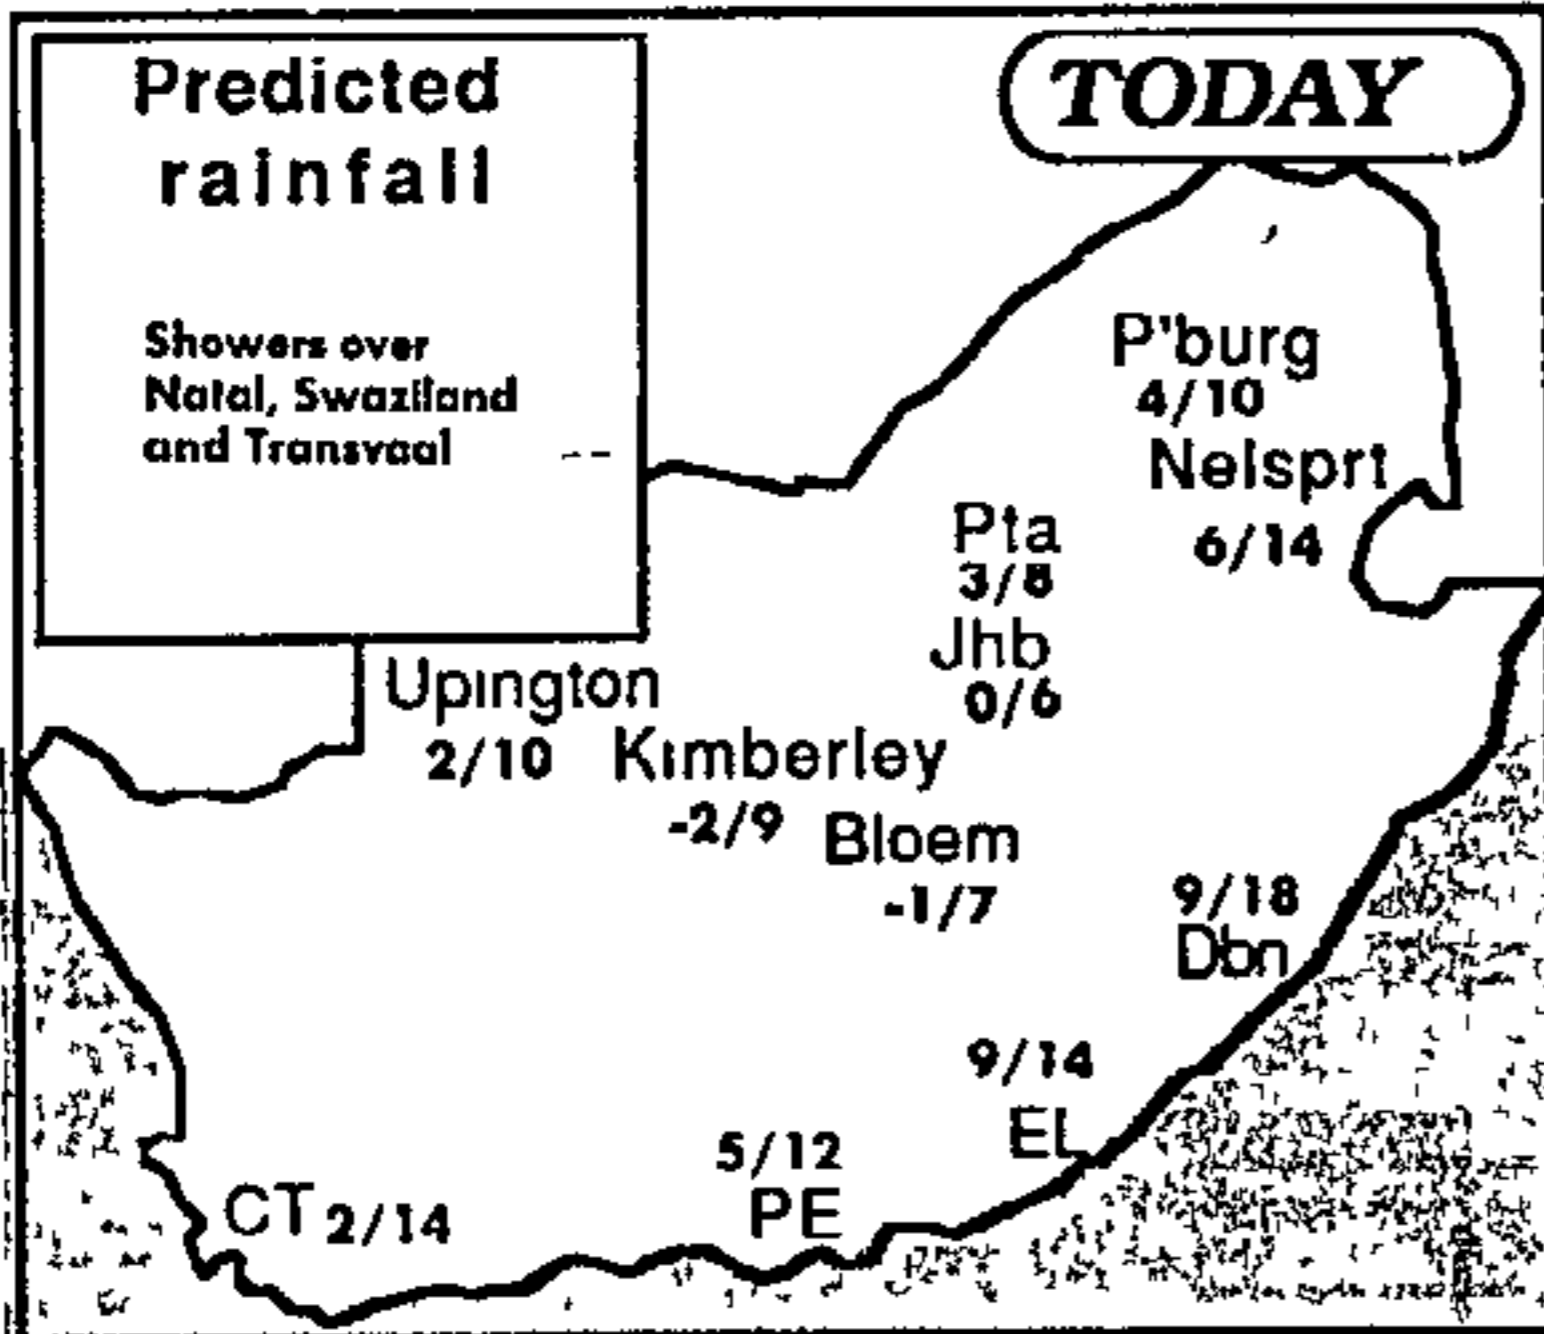 Predicted
rainfall
Showers over
Natal, Swaziland
and Transvaal
TODAY
P'burg
4/10
Nelsprt
6/14
Pta
3/8
Jhb
0/6
Upington
2/10
Kimberley
-2/9
Bloem
-1/7
9/18
Dbn
9/14
EL
5/12
PE
CT 2/14